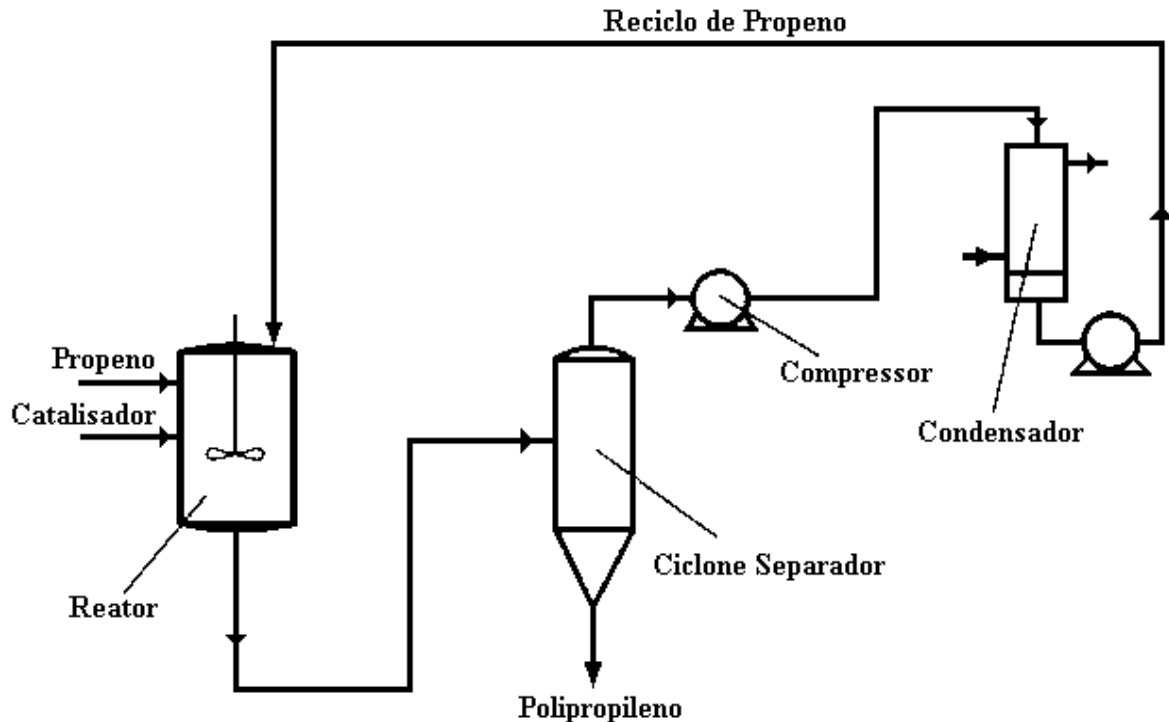 Reciclo de Propeno
Propeno
Catalisador
Compressor
Condensador
Reator
Ciclone Separador
Polipropileno